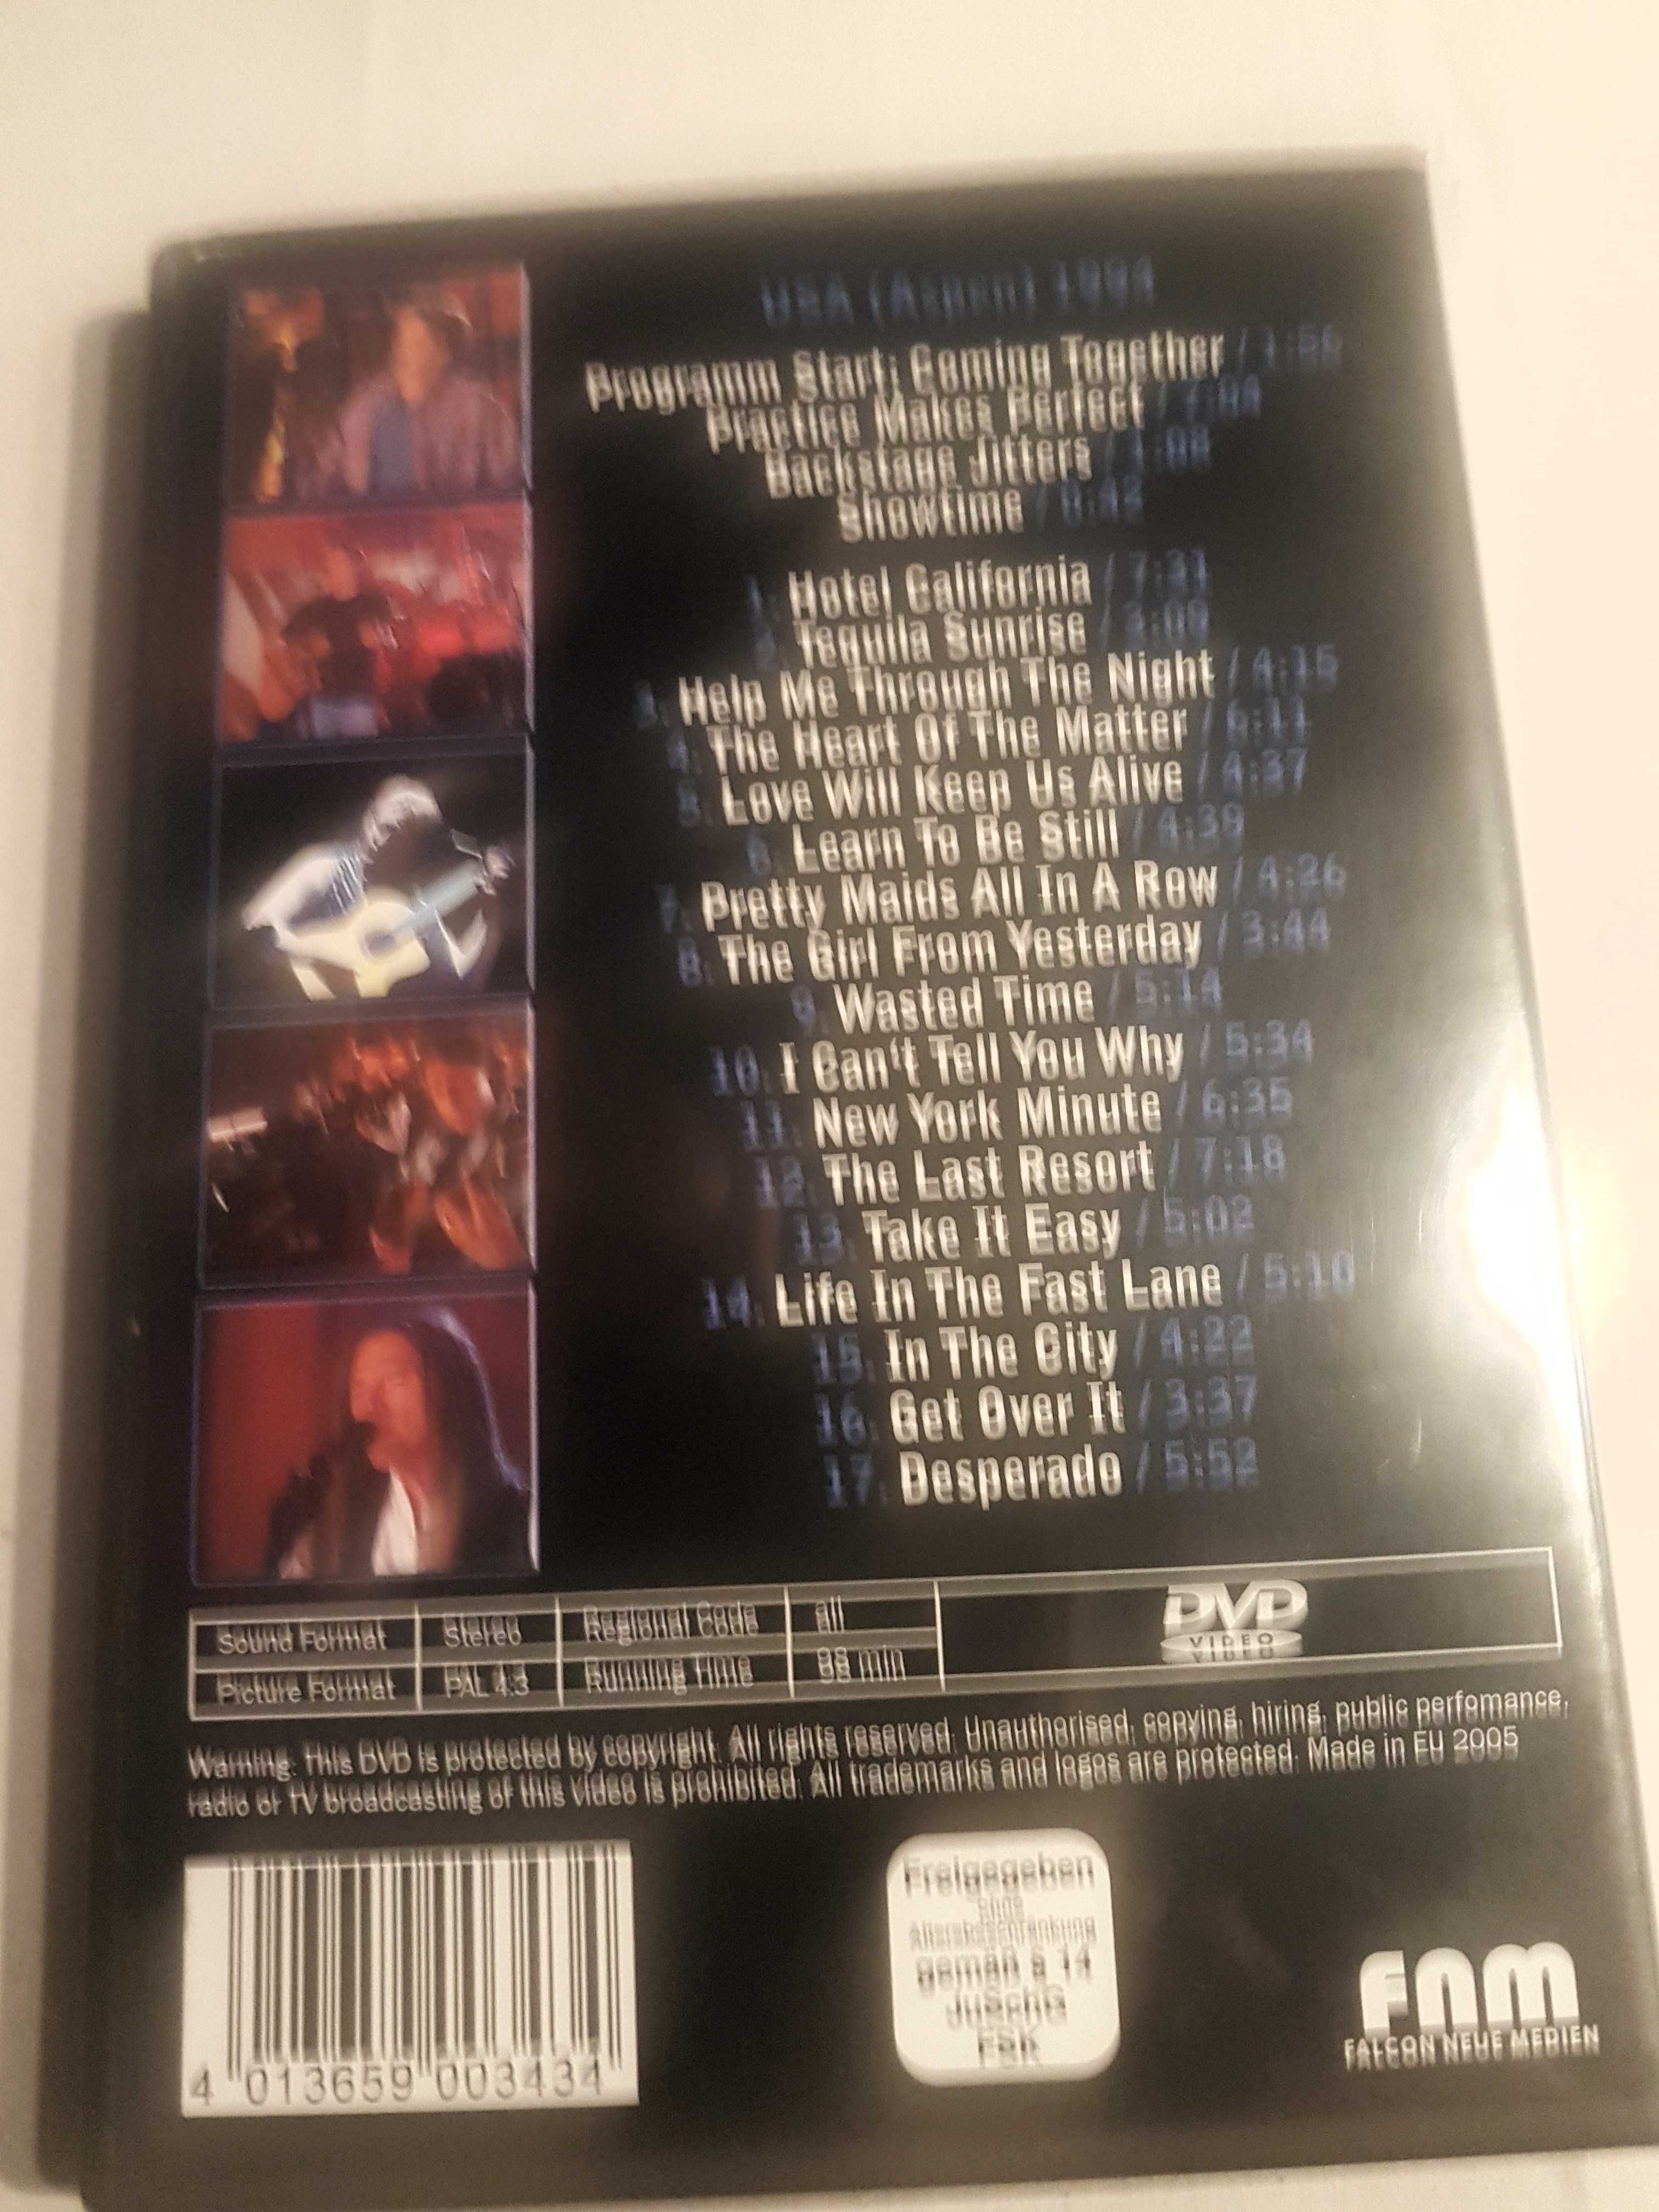 USA (Aspen) 1994
Programm Start: Coming Together / 1:56
Practice Makes Perfect /
Backstage Jitters / 1:08
Showtime / 0:42
1. Hotel California / 7:31
2. Tequila Sunrise / 3:09
3. Help Me Through The Night / 4:15
4. The Heart Of The Matter / 6:11
5. Love Will Keep Us Alive / 4:37
6. Learn To Be Still / 4:39
7. Pretty Maids All In A Row / 4:26
8. The Girl From Yesterday / 3:44
9. Wasted Time / 5:14
10. I Can't Tell You Why / 5:34
11. New York Minute / 6:35
12. The Last Resort / 7:18
13. Take It Easy / 5:02
14. Life In The Fast Lane / 5:10
15. In The City / 4:22
16. Get Over It / 3:37
17. Desperado / 5:52
Sound Format Stereo Regional Code all
Picture Format PAL 4:3 Running Time min
DVD
VIDEO
Warning: This DVD is protected by copyright. All rights reserved. Unauthorised, copying, hiring, public perfomance,
radio or TV broadcasting of this video is prohibited. All trademarks and logos are protected. Made in EU 2005
4 013659 003434
Freigegeben
ohne
Altersbeschränkung
gemäß § 14
JuSchG
FSK
FNM
FALCON NEUE MEDIEN